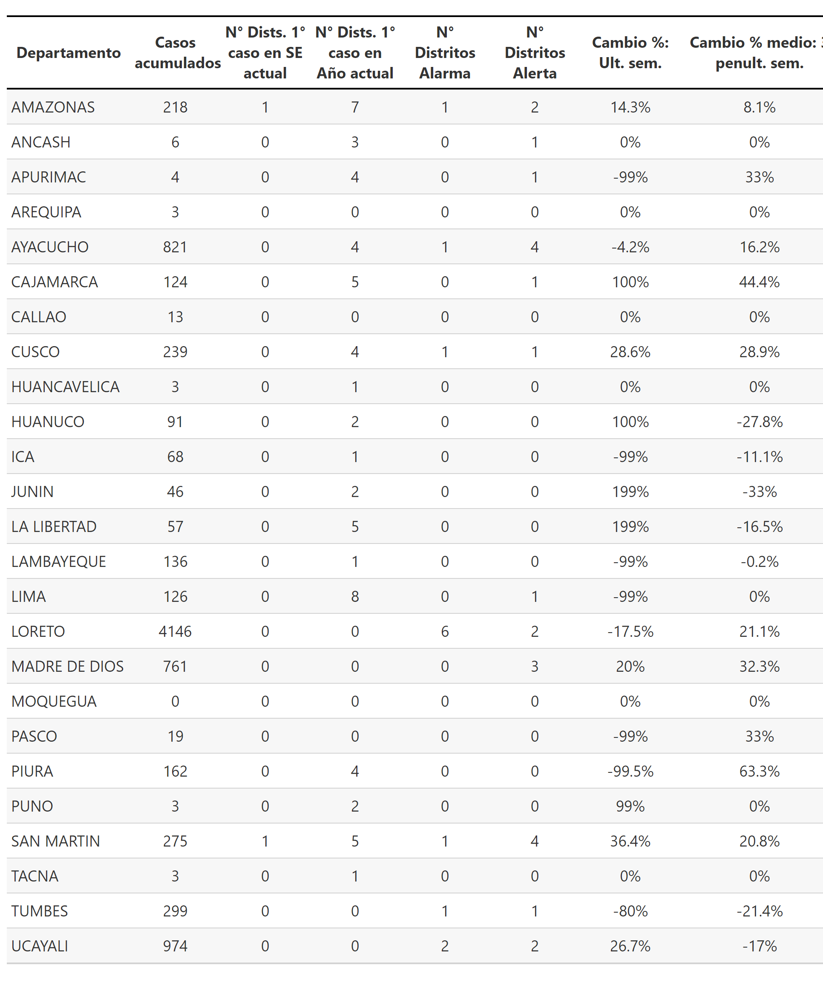 Departamento Casos acumulados N° Dists. 1° caso en SE actual N° Dists. 1° caso en Año actual N° Distritos Alarma N° Distritos Alerta Cambio %: Ult. sem. Cambio % medio: 3 penult. sem.
AMAZONAS 218 1 7 1 2 14.3% 8.1%
ANCASH 6 0 3 0 1 0% 0%
APURIMAC 4 0 4 0 1 -99% 33%
AREQUIPA 3 0 0 0 0 0% 0%
AYACUCHO 821 0 4 1 4 -4.2% 16.2%
CAJAMARCA 124 0 5 0 1 100% 44.4%
CALLAO 13 0 0 0 0 0% 0%
CUSCO 239 0 4 1 1 28.6% 28.9%
HUANCAVELICA 3 0 1 0 0 0% 0%
HUANUCO 91 0 2 0 0 100% -27.8%
ICA 68 0 1 0 0 -99% -11.1%
JUNIN 46 0 2 0 0 199% -33%
LA LIBERTAD 57 0 5 0 0 199% -16.5%
LAMBAYEQUE 136 0 1 0 0 -99% -0.2%
LIMA 126 0 8 0 1 -99% 0%
LORETO 4146 0 0 6 2 -17.5% 21.1%
MADRE DE DIOS 761 0 0 0 3 20% 32.3%
MOQUEGUA 0 0 0 0 0 0% 0%
PASCO 19 0 0 0 0 -99% 33%
PIURA 162 0 4 0 0 -99.5% 63.3%
PUNO 3 0 2 0 0 99% 0%
SAN MARTIN 275 1 5 1 4 36.4% 20.8%
TACNA 3 0 1 0 0 0% 0%
TUMBES 299 0 0 1 1 -80% -21.4%
UCAYALI 974 0 0 2 2 26.7% -17%